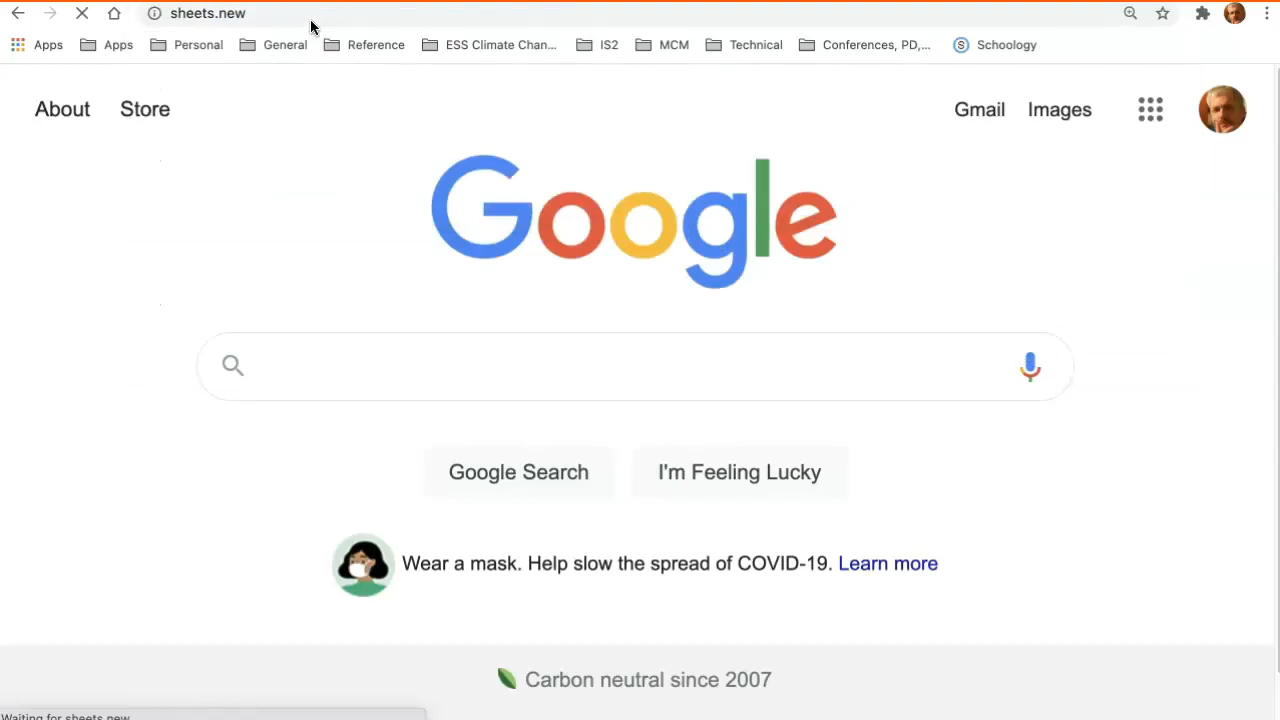 sheets.new
Apps Apps Personal General Reference ESS Climate Chan... IS2 MCM Technical Conferences, PD,... Schoology
About Store Gmail Images
Google
Google Search I'm Feeling Lucky
Wear a mask. Help slow the spread of COVID-19. Learn more
Carbon neutral since 2007
Waiting for sheets.new